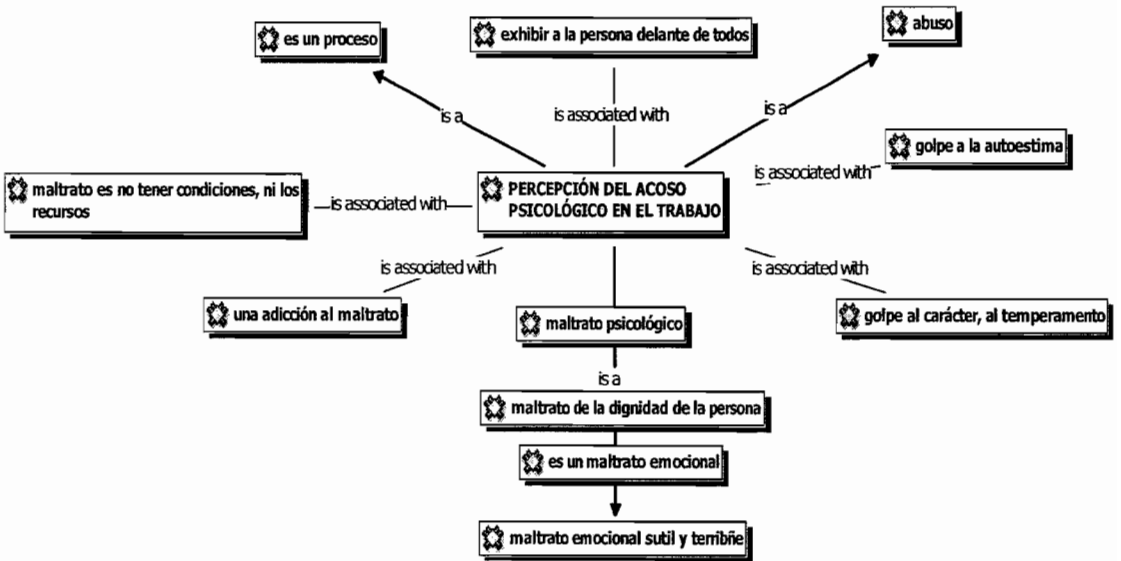 es un proceso
exhibir a la persona delante de todos
abuso
is a
is associated with
is a
golpe a la autoestima
is associated with
maltrato es no tener condiciones, ni los
recursos
is associated with
PERCEPCIÓN DEL ACOSO
PSICOLÓGICO EN EL TRABAJO
is associated with
is associated with
una adicción al maltrato
maltrato psicológico
golpe al carácter, al temperamento
is a
maltrato de la dignidad de la persona
es un maltrato emocional
maltrato emocional sutil y terribñe